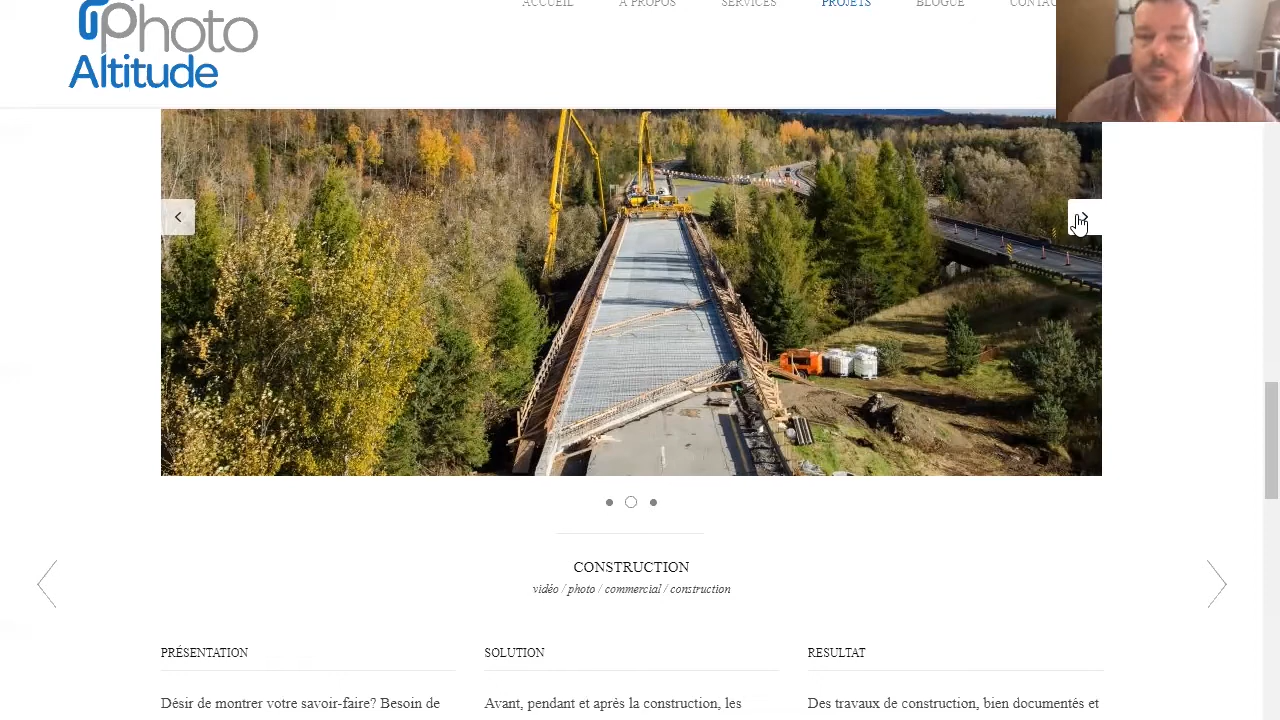 Photo
Altitude
ACCUEIL À PROPOS SERVICES PROJETS BLOGUE
CONSTRUCTION
vidéo / photo / commercial / construction
PRÉSENTATION SOLUTION RESULTAT
Désir de montrer votre savoir-faire? Besoin de Avant, pendant et après la construction, les Des travaux de construction, bien documentés et